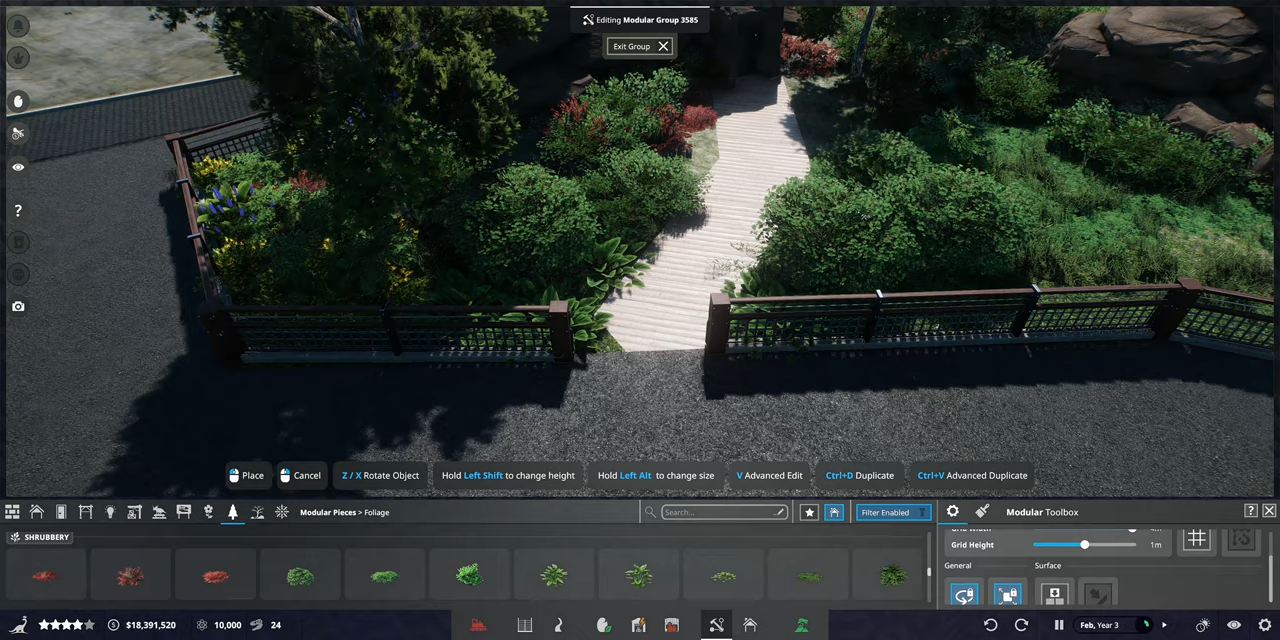 Editing Modular Group 3585
Exit Group
?
Place
Cancel
Z / X Rotate Object
Hold Left Shift to change height
Hold Left Alt to change size
V Advanced Edit
Ctrl+D Duplicate
Ctrl+V Advanced Duplicate
Modular Pieces > Foliage
Search...
Filter Enabled
Modular Toolbox
?
SHRUBBERY
Grid Height
1m
General
Surface
$18,391,520
10,000
24
Feb, Year 3